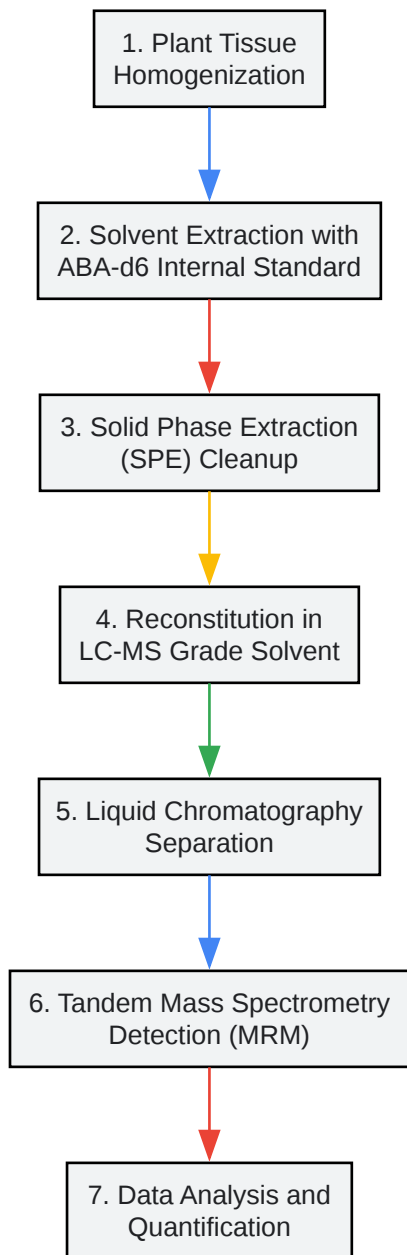 1. Plant Tissue
Homogenization
2. Solvent Extraction with
ABA-d6 Internal Standard
3. Solid Phase Extraction
(SPE) Cleanup
4. Reconstitution in
LC-MS Grade Solvent
5. Liquid Chromatography
Separation
6. Tandem Mass Spectrometry
Detection (MRM)
7. Data Analysis and
Quantification